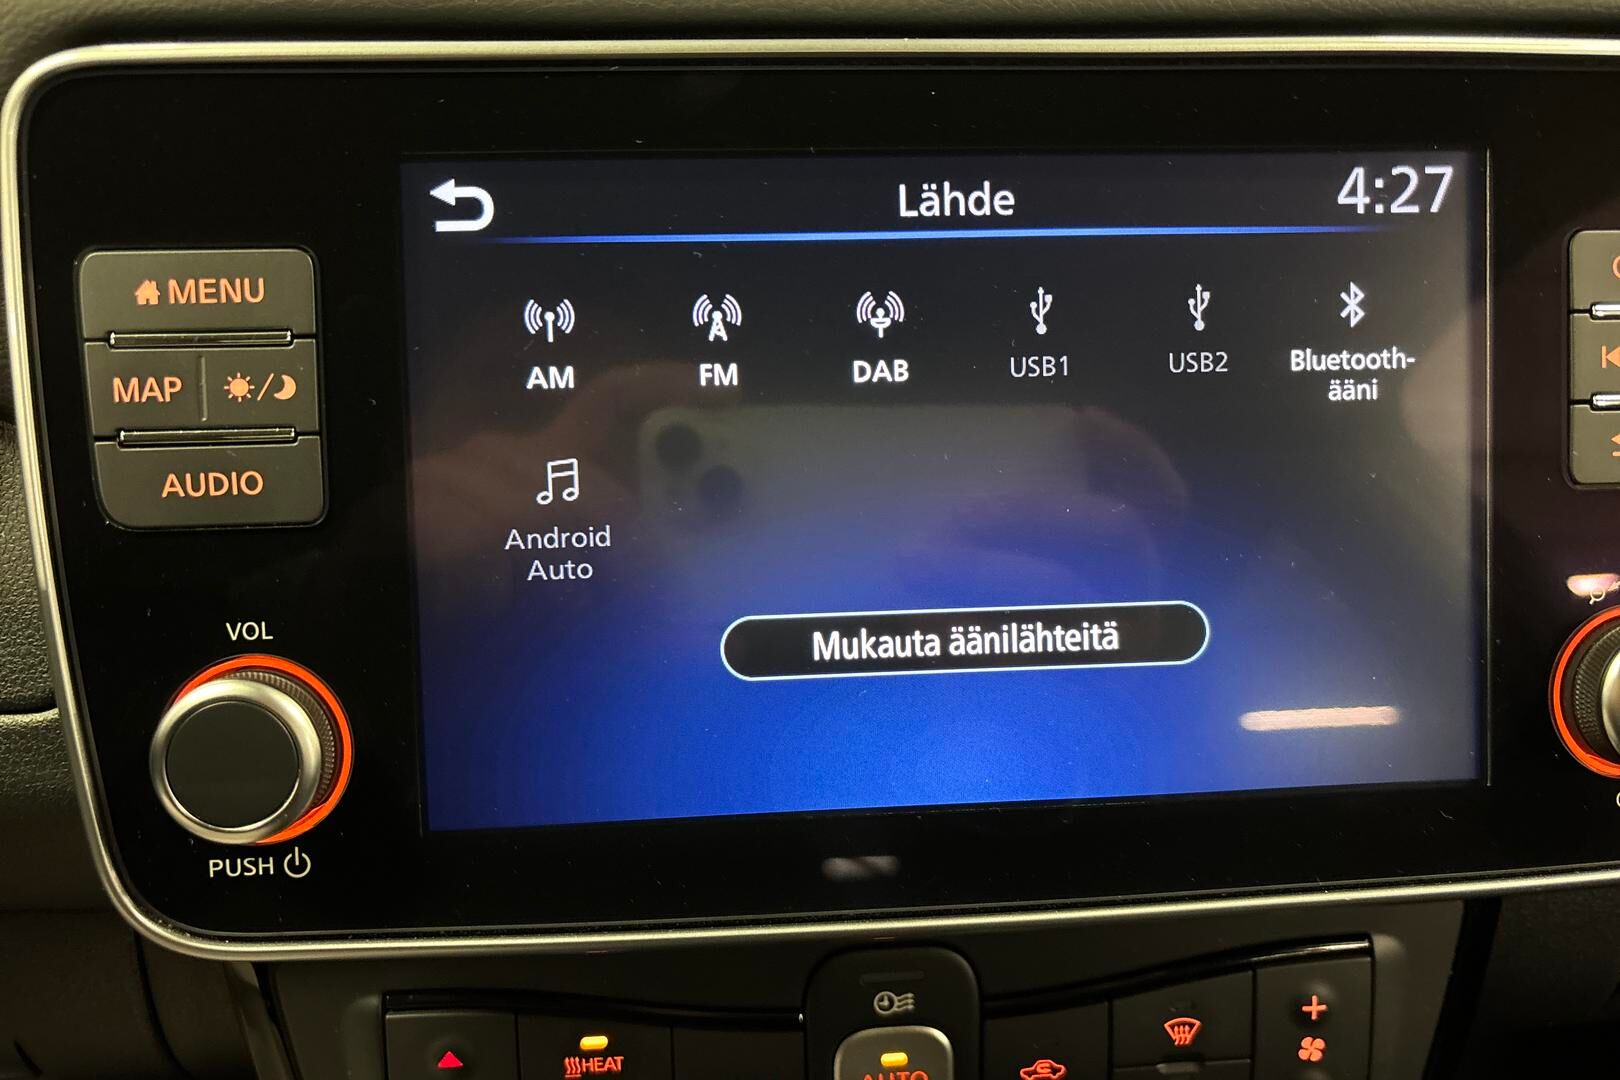 Lähde
4:27
MENU
MAP
AUDIO
AM
FM
DAB
USB1
USB2
Bluetooth-
ääni
Android
Auto
Mukauta äänilähteitä
VOL
PUSH
HEAT
AUTO